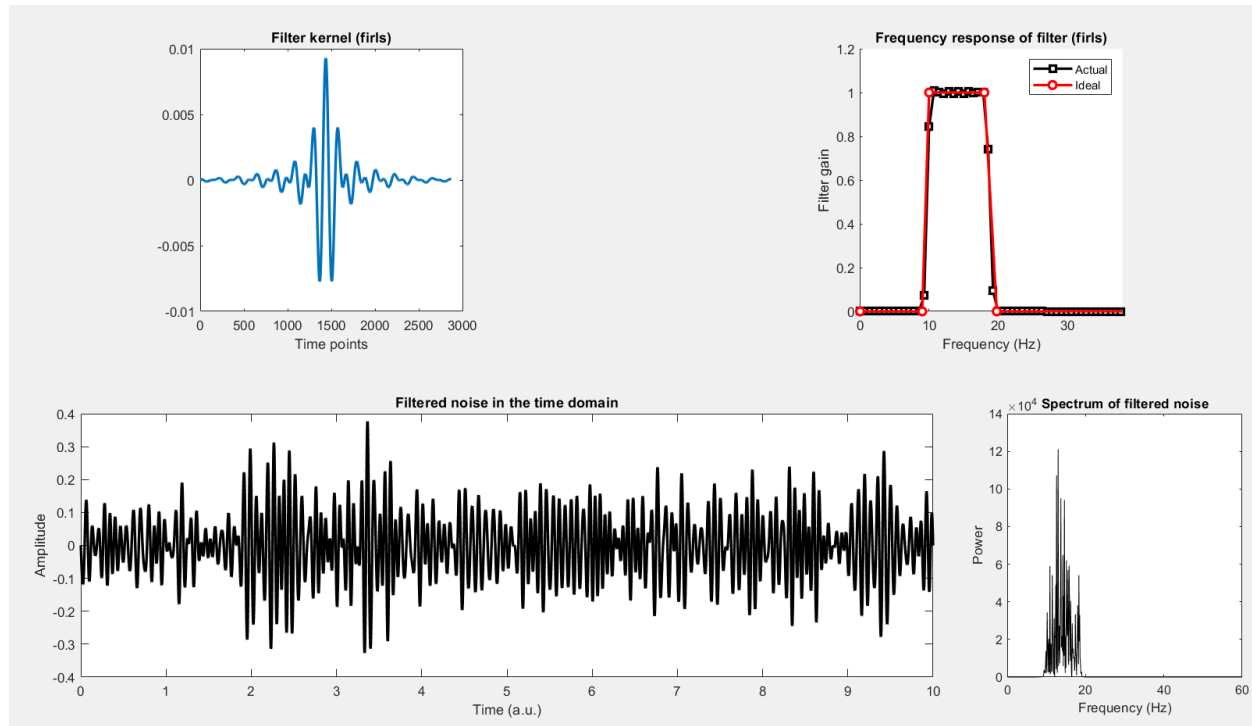 Filter kernel (firls)
0.01
0.005
0
-0.005
-0.01
0 500 1000 1500 2000 2500 3000
Time points
Frequency response of filter (firls)
1.2
1
0.8
0.6
0.4
0.2
0
Filter gain
Actual
Ideal
0 10 20 30
Frequency (Hz)
Filtered noise in the time domain
0.4
0.3
0.2
0.1
0
-0.1
-0.2
-0.3
-0.4
Amplitude
0 1 2 3 4 5 6 7 8 9 10
Time (a.u.)
×10⁴ Spectrum of filtered noise
14
12
10
8
6
4
2
0
Power
0 20 40 60
Frequency (Hz)